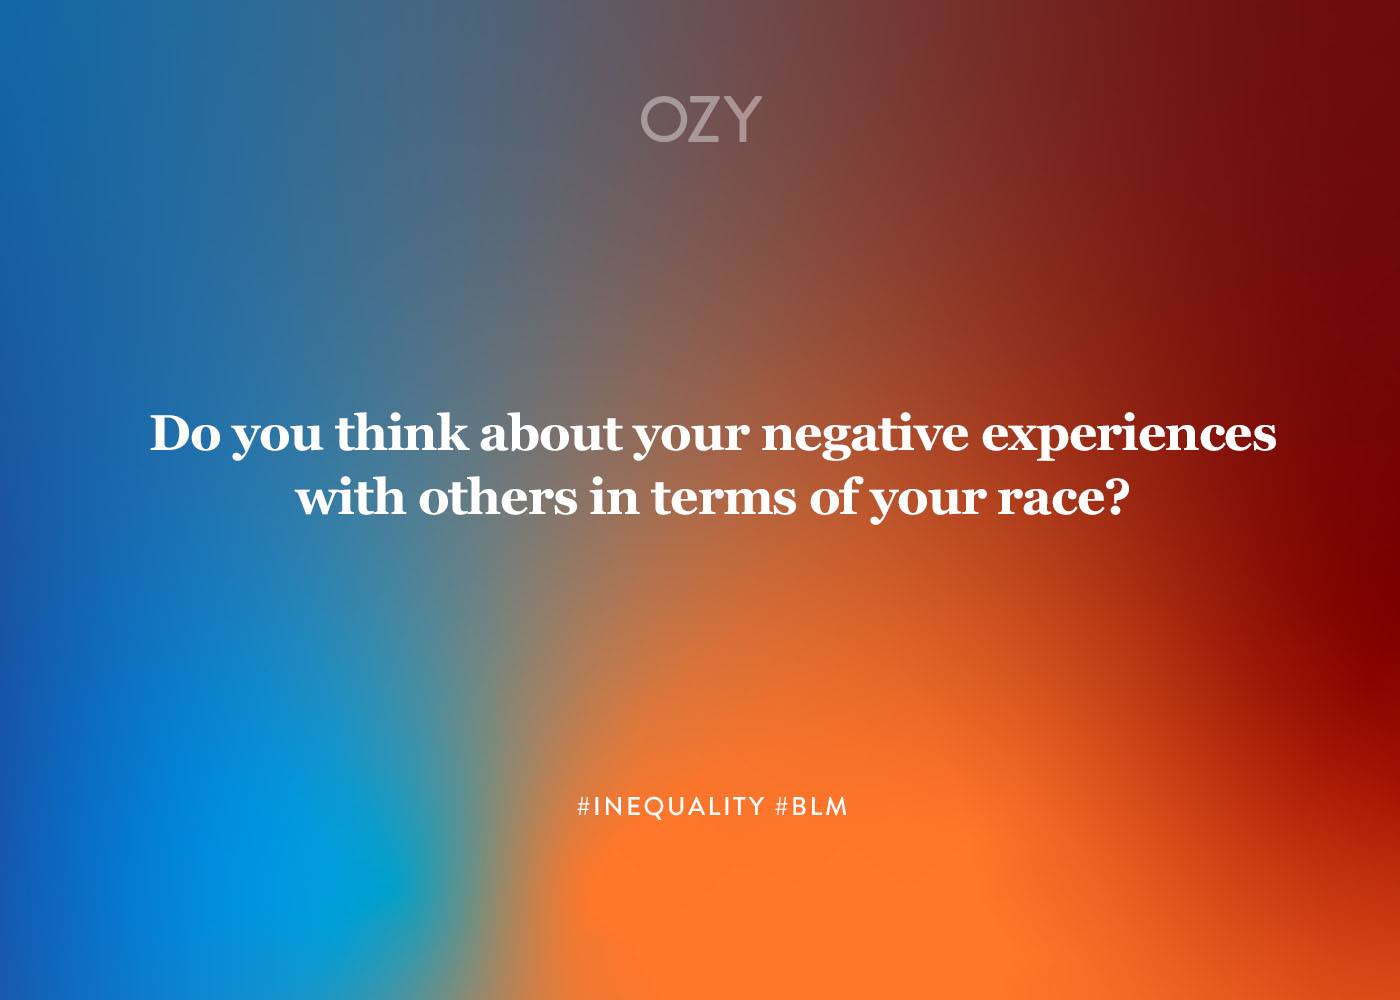 OZY
Do you think about your negative experiences
with others in terms of your race?
#INEQUALITY #BLM